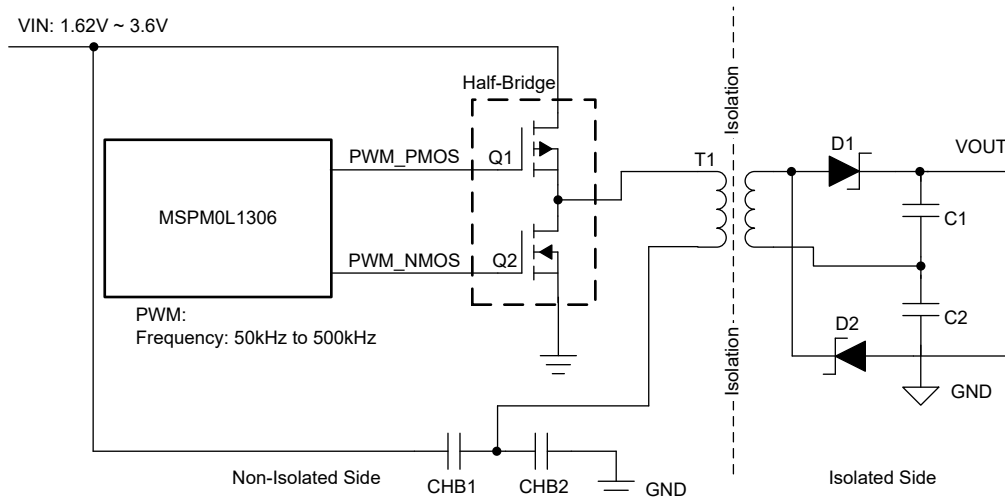 VIN: 1.62V ~ 3.6V
Half-Bridge
Isolation
D1
VOUT
PWM_PMOS
Q1
T1
MSPM0L1306
C1
PWM_NMOS
Q2
PWM:
Frequency: 50kHz to 500kHz
D2
C2
Isolation
GND
Non-Isolated Side
CHB1
CHB2
GND
Isolated Side